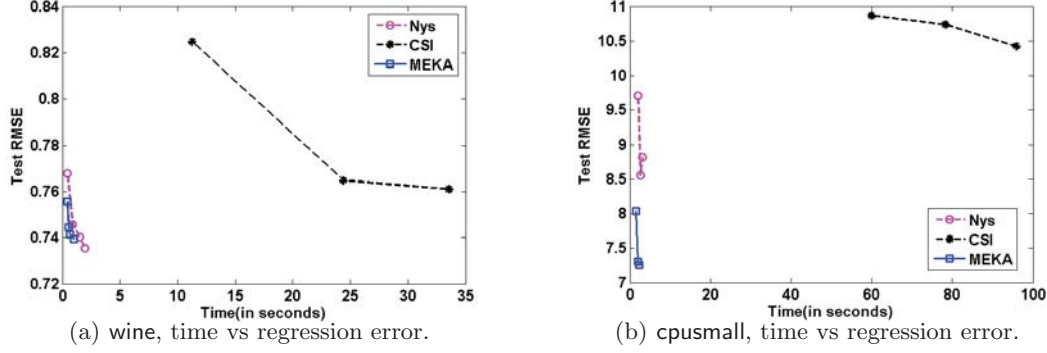 0.84
0.82
0.8
0.78
0.76
0.74
0.72
Test RMSE
Nys
CSI
MEKA
0 5 10 15 20 25 30 35
Time(in seconds)
(a) wine, time vs regression error.
11
10.5
10
9.5
9
8.5
8
7.5
7
Test RMSE
Nys
CSI
MEKA
0 20 40 60 80 100
Time(in seconds)
(b) cpusmall, time vs regression error.